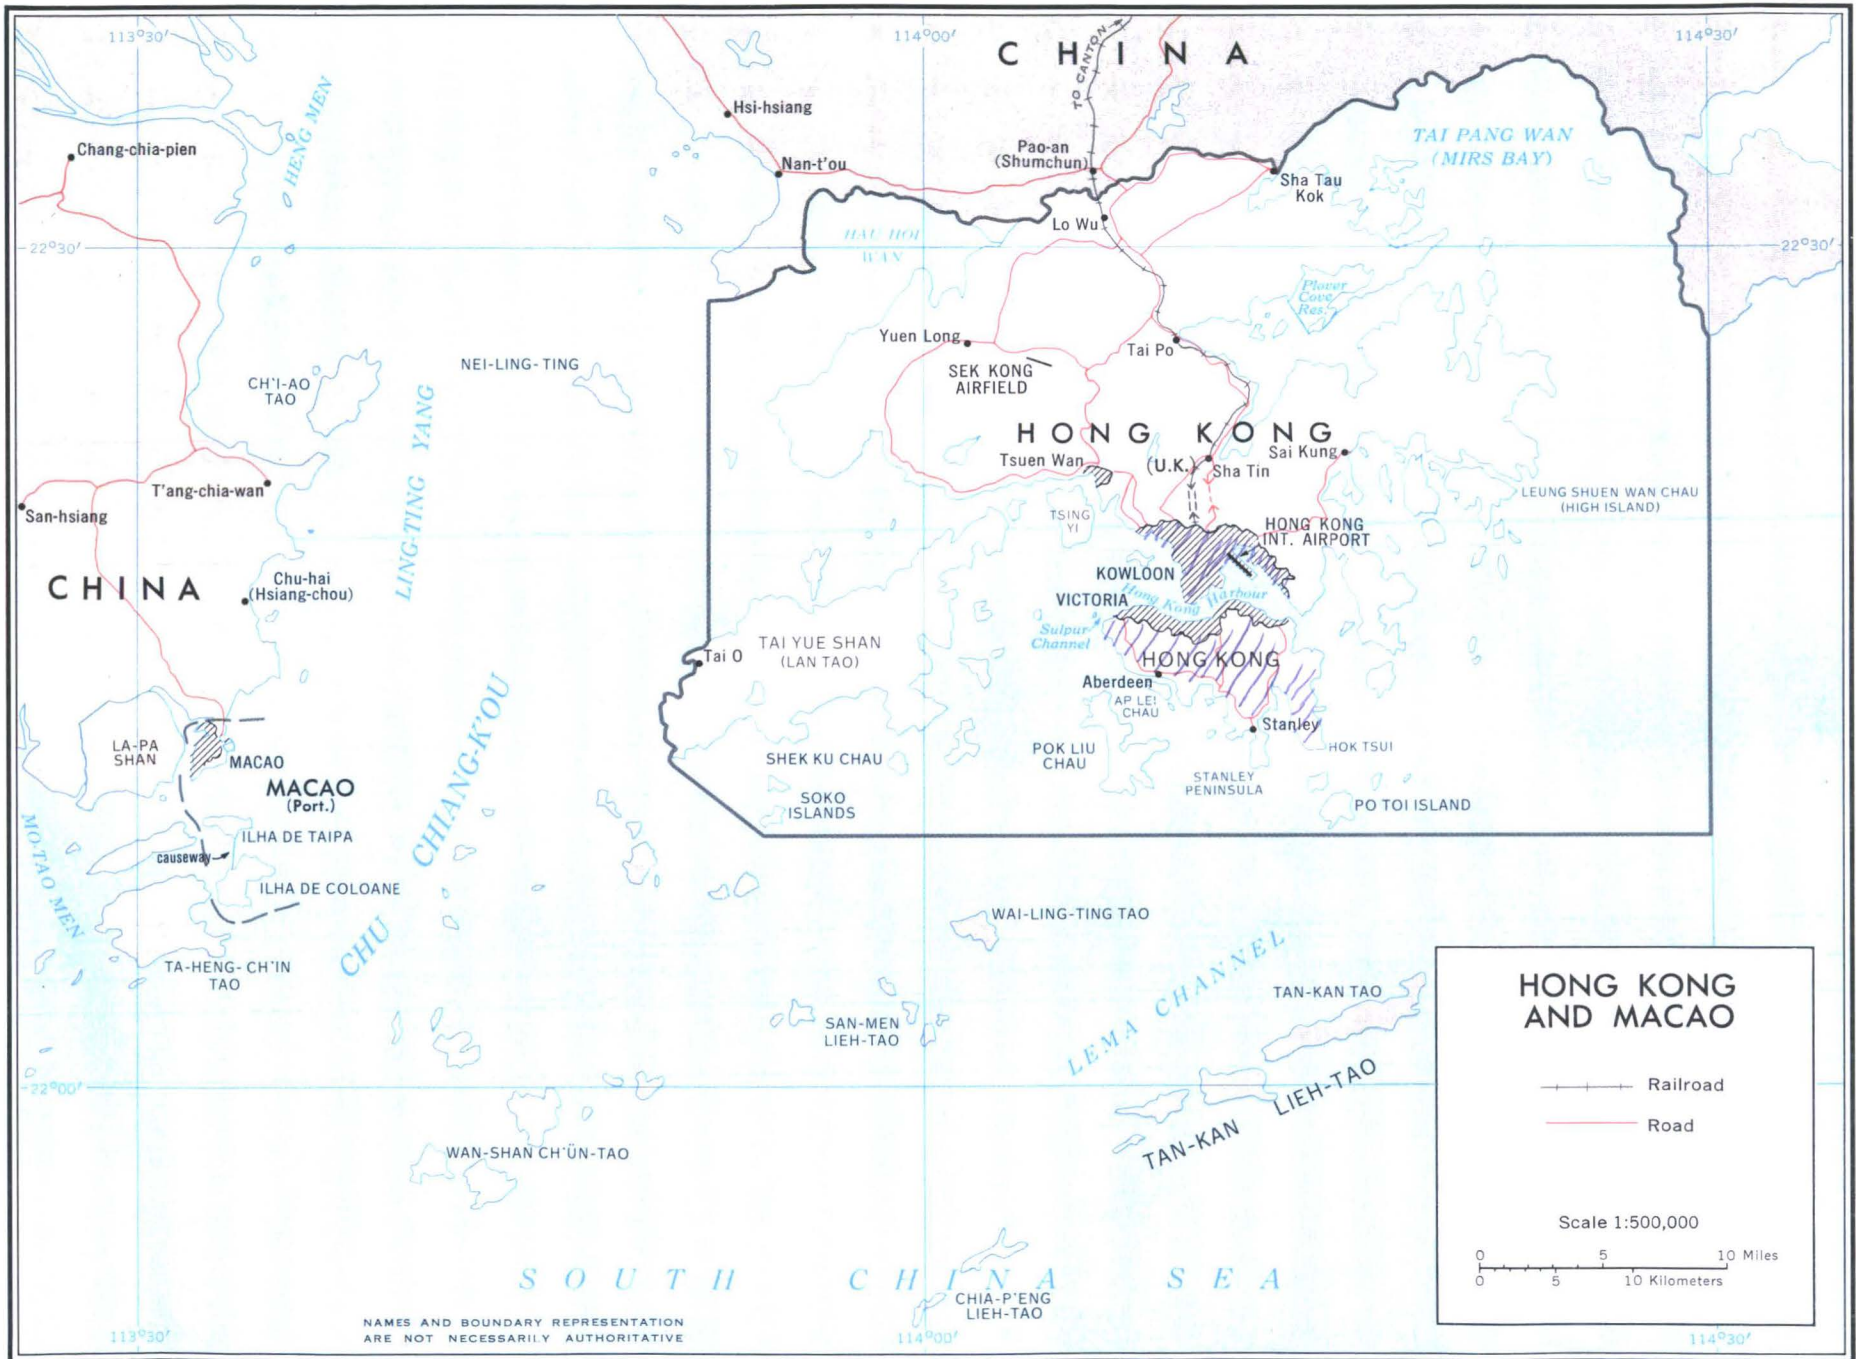 113°30'
114°00'
114°30'
CHINA
TO CANTON
HENG MEN
Hsi-hsiang
Chang-chia-pien
Nan-t'ou
Pao-an
(Shumchun)
TAI PANG WAN
(MIRS BAY)
Sha Tau
Kok
Lo Wu
22°30'
HAU HOI
WAN
22°30'
Plover
Cove
Res.
Yuen Long
Tai Po
NEI-LING-TING
CH'I-AO
TAO
SEK KONG
AIRFIELD
LING-TING YANG
HONG KONG
(U.K.)
Tsuen Wan
Sha Tin
Sai Kung
T'ang-chia-wan
San-hsiang
LEUNG SHUEN WAN CHAU
(HIGH ISLAND)
TSING
YI
HONG KONG
INT. AIRPORT
CHINA
Chu-hai
(Hsiang-chou)
KOWLOON
Hong Kong Harbour
VICTORIA
Sulpur
Channel
TAI YUE SHAN
(LAN TAO)
Tai O
HONG KONG
Aberdeen
AP LEI
CHAU
Stanley
LA-PA
SHAN
MACAO
MACAO
(Port.)
SHEK KU CHAU
POK LIU
CHAU
HOK TSUI
STANLEY
PENINSULA
SOKO
ISLANDS
PO TOI ISLAND
CHU CHIANG-K'OU
MO-TAO MEN
ILHA DE TAIPA
causeway
ILHA DE COLOANE
TA-HENG-CH'IN
TAO
WAI-LING-TING TAO
LEMA CHANNEL
TAN-KAN TAO
SAN-MEN
LIEH-TAO
22°00'
TAN-KAN LIEH-TAO
WAN-SHAN CH'ÜN-TAO
SOUTH CHINA SEA
CHIA-P'ENG
LIEH-TAO
NAMES AND BOUNDARY REPRESENTATION
ARE NOT NECESSARILY AUTHORITATIVE
113°30'
114°00'
114°30'
HONG KONG
AND MACAO
Railroad
Road
Scale 1:500,000
0 5 10 Miles
0 5 10 Kilometers